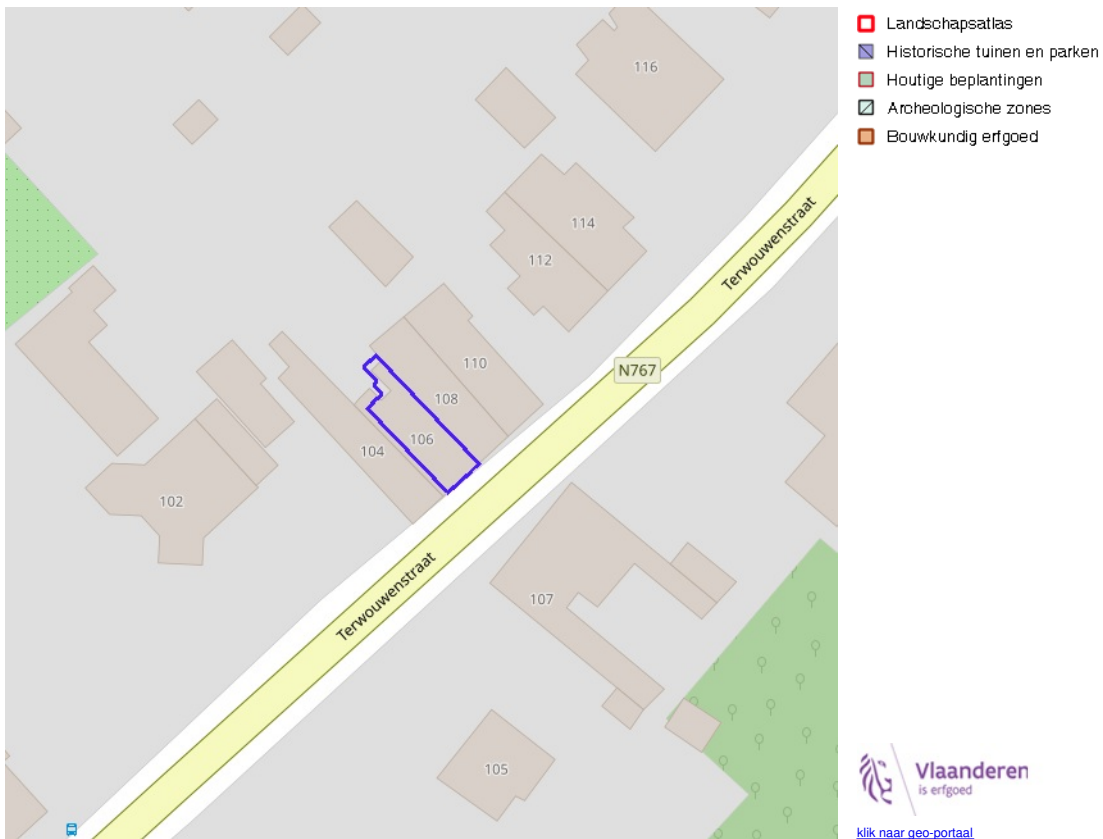 Landschapsatlas
Historische tuinen en parken
Houtige beplantingen
Archeologische zones
Bouwkundig erfgoed
116
114
112
Terwouwenstraat
110
N767
108
106
104
102
Terwouwenstraat
107
105
Vlaanderen
is erfgoed
klik naar geo-portaal